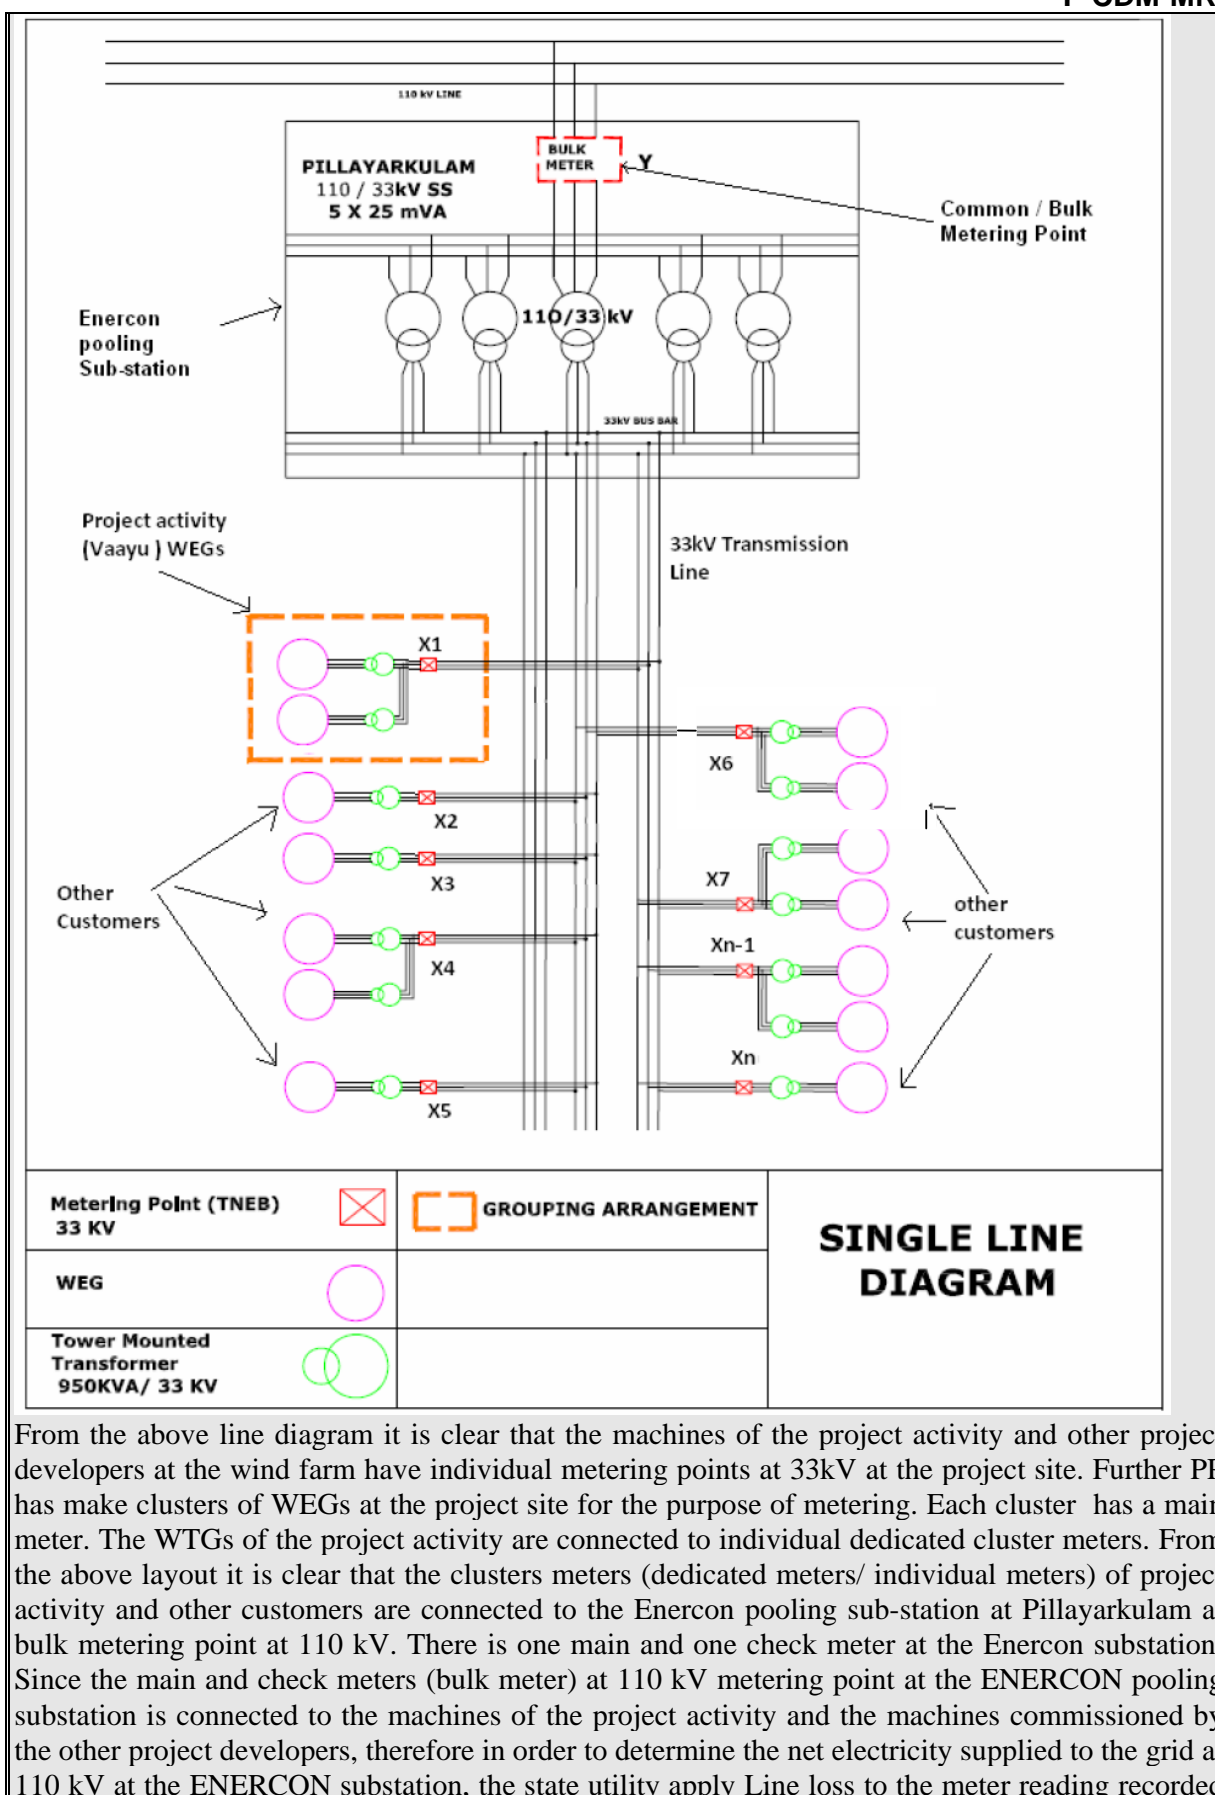 110 kV LINE
BULK
METER
Y
PILLAYARKULAM
110 / 33kV SS
5 X 25 mVA
Common / Bulk
Metering Point
Enercon
pooling
Sub-station
110/33 kV
33kV BUS BAR
Project activity
(Vaayu ) WEGs
33kV Transmission
Line
X1
X6
X2
X3
X7
Other
Customers
other
customers
X4
Xn-1
Xn
X5
Metering Point (TNEB)
33 KV
GROUPING ARRANGEMENT
SINGLE LINE
DIAGRAM
WEG
Tower Mounted
Transformer
950KVA/ 33 KV
From the above line diagram it is clear that the machines of the project activity and other projec
developers at the wind farm have individual metering points at 33kV at the project site. Further
has make clusters of WEGs at the project site for the purpose of metering. Each cluster has a main
meter. The WTGs of the project activity are connected to individual dedicated cluster meters. From
the above layout it is clear that the clusters meters (dedicated meters/ individual meters) of projec
activity and other customers are connected to the Enercon pooling sub-station at Pillayarkulam a
bulk metering point at 110 kV. There is one main and one check meter at the Enercon substation
Since the main and check meters (bulk meter) at 110 kV metering point at the ENERCON pooling
substation is connected to the machines of the project activity and the machines commissioned by
the other project developers, therefore in order to determine the net electricity supplied to the grid a
110 kV at the ENERCON substation, the state utility apply Line loss to the meter reading recorded